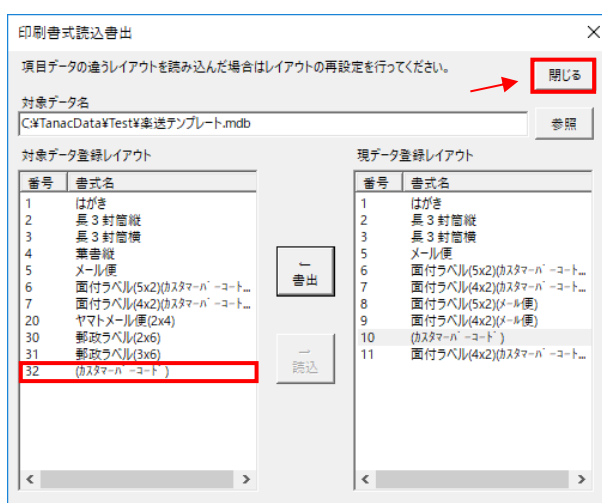 印刷書式読込書出
項目データの違うレイアウトを読み込んだ場合はレイアウトの再設定を行ってください。
閉じる
対象データ名
C:¥TanacData¥Test¥楽送テンプレート.mdb
参照
対象データ登録レイアウト
番号 書式名
1 はがき
2 長3封筒縦
3 長3封筒横
4 葉書縦
5 メール便
6 面付ラベル(5x2)(ｶｽﾀﾏｰﾊﾞｰｺｰﾄ...
7 面付ラベル(4x2)(ｶｽﾀﾏｰﾊﾞｰｺｰﾄ...
20 ヤマトメール便(2x4)
30 郵政ラベル(2x6)
31 郵政ラベル(3x6)
32 (ｶｽﾀﾏｰﾊﾞｰｺｰﾄﾞ)
←
書出
→
読込
現データ登録レイアウト
番号 書式名
1 はがき
2 長3封筒縦
3 長3封筒横
5 メール便
6 面付ラベル(5x2)(ｶｽﾀﾏｰﾊﾞｰｺｰﾄ...
7 面付ラベル(4x2)(ｶｽﾀﾏｰﾊﾞｰｺｰﾄ...
8 面付ラベル(5x2)(ﾒｰﾙ便)
9 面付ラベル(4x2)(ﾒｰﾙ便)
10 (ｶｽﾀﾏｰﾊﾞｰｺｰﾄﾞ)
11 面付ラベル(4x2)(ｶｽﾀﾏｰﾊﾞｰｺｰﾄ...